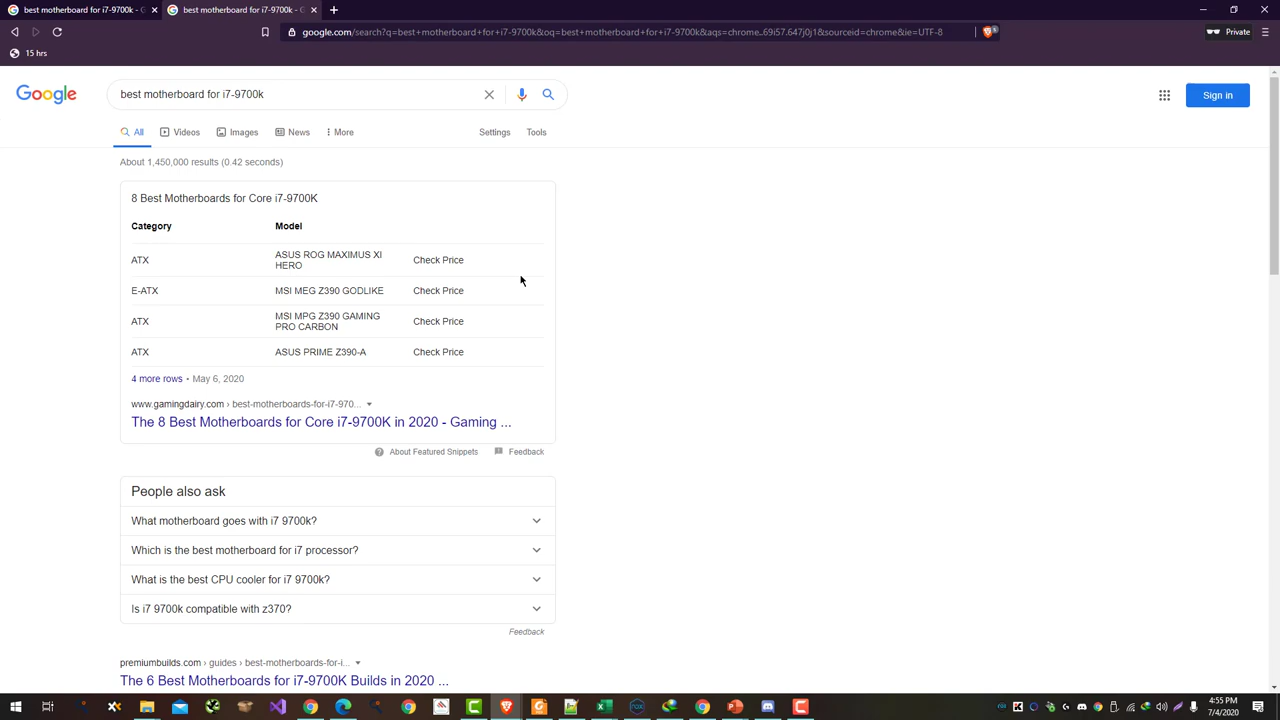 best motherboard for i7-9700k - G
best motherboard for i7-9700k - G
google.com/search?q=best+motherboard+for+i7-9700k&oq=best+motherboard+for+i7-9700k&aqs=chrome..69i57.647j0j1&sourceid=chrome&ie=UTF-8
Private
15 hrs
Google
best motherboard for i7-9700k
Sign in
All
Videos
Images
News
More
Settings
Tools
About 1,450,000 results (0.42 seconds)
8 Best Motherboards for Core i7-9700K
Category Model
ATX ASUS ROG MAXIMUS XI HERO Check Price
E-ATX MSI MEG Z390 GODLIKE Check Price
ATX MSI MPG Z390 GAMING PRO CARBON Check Price
ATX ASUS PRIME Z390-A Check Price
4 more rows • May 6, 2020
www.gamingdairy.com › best-motherboards-for-i7-970...
The 8 Best Motherboards for Core i7-9700K in 2020 - Gaming ...
About Featured Snippets Feedback
People also ask
What motherboard goes with i7 9700k?
Which is the best motherboard for i7 processor?
What is the best CPU cooler for i7 9700k?
Is i7 9700k compatible with z370?
Feedback
premiumbuilds.com › guides › best-motherboards-for-i...
The 6 Best Motherboards for i7-9700K Builds in 2020 ...
4:55 PM
7/4/2020